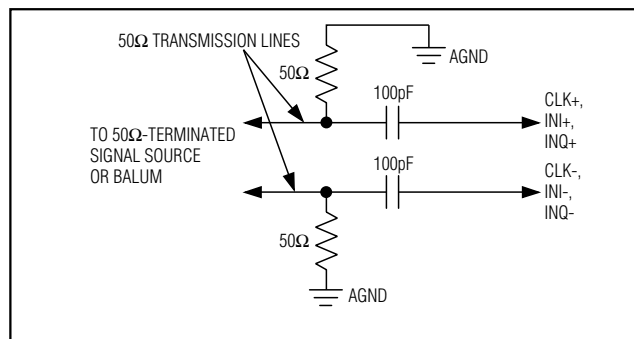 50Ω TRANSMISSION LINES
AGND
50Ω
100pF
CLK+,
INI+,
INQ+
TO 50Ω-TERMINATED
SIGNAL SOURCE
OR BALUM
100pF
CLK-,
INI-,
INQ-
50Ω
AGND